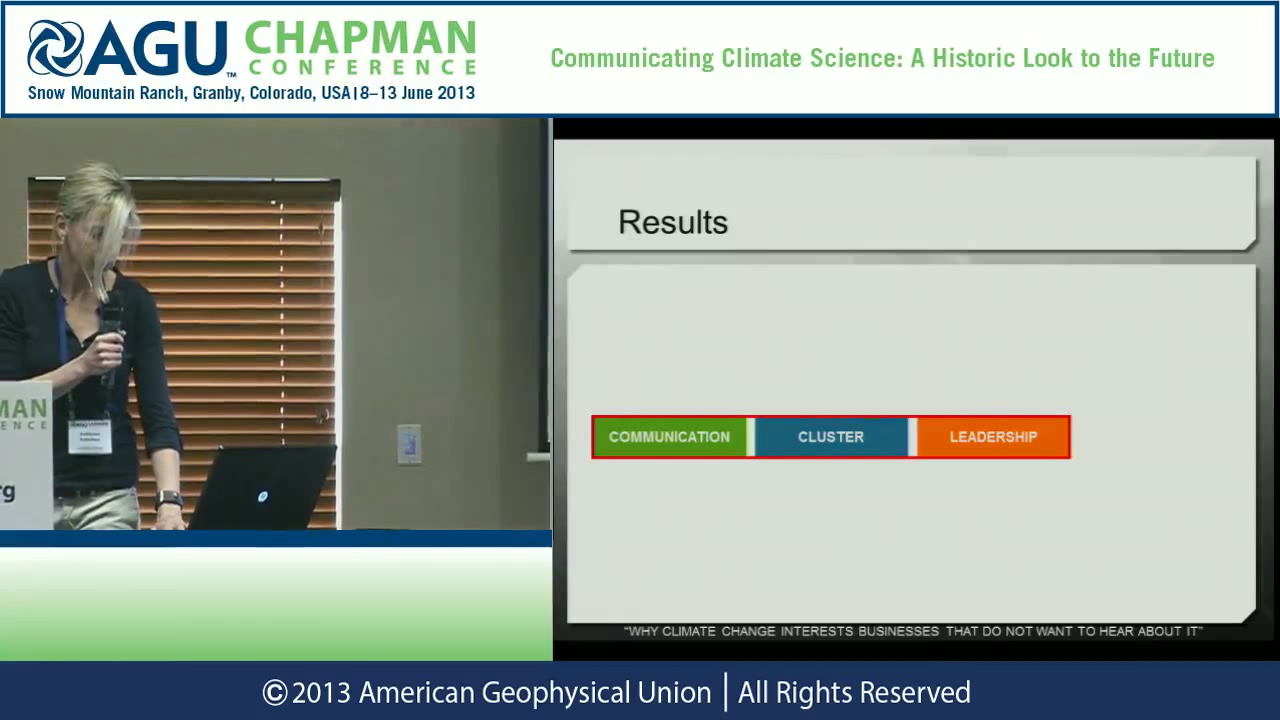 AGU™ CHAPMAN
CONFERENCE
Snow Mountain Ranch, Granby, Colorado, USA|8–13 June 2013
Communicating Climate Science: A Historic Look to the Future
Results
COMMUNICATION CLUSTER LEADERSHIP
"WHY CLIMATE CHANGE INTERESTS BUSINESSES THAT DO NOT WANT TO HEAR ABOUT IT"
MAN
ENCE
rg
©2013 American Geophysical Union | All Rights Reserved